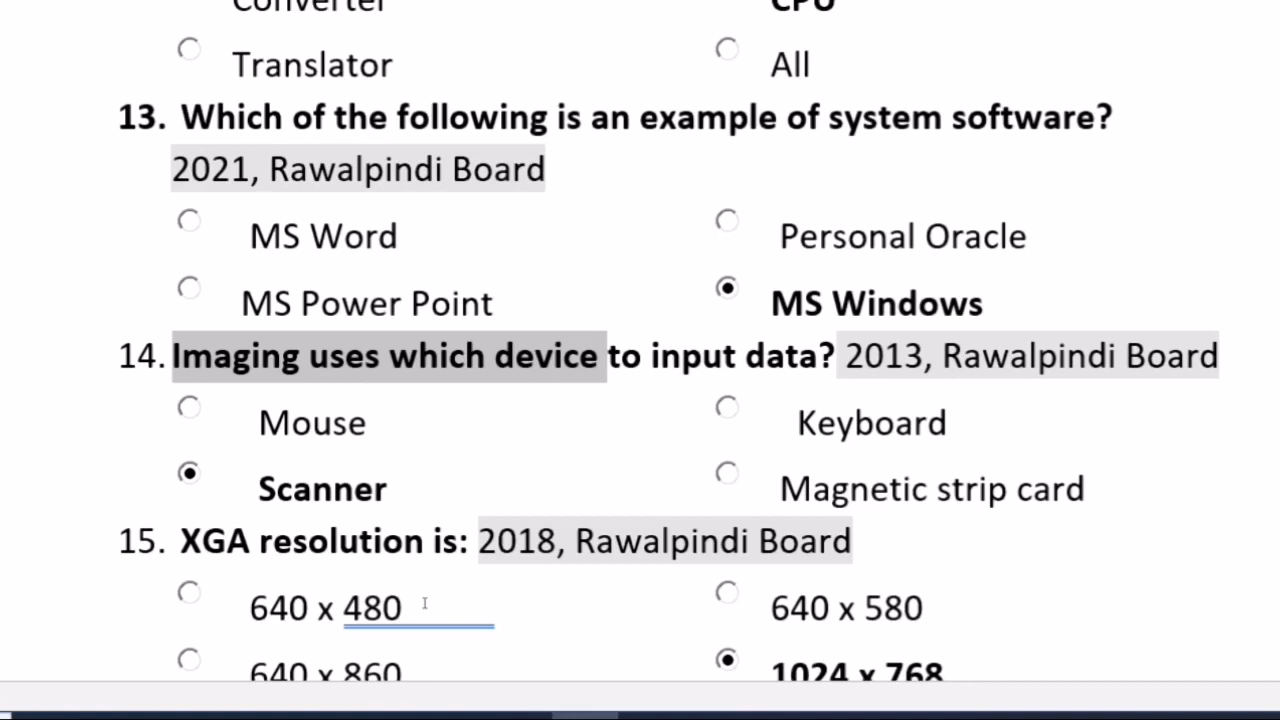 Converter CPU
Translator All
13. Which of the following is an example of system software?
2021, Rawalpindi Board
MS Word Personal Oracle
MS Power Point MS Windows
14. Imaging uses which device to input data? 2013, Rawalpindi Board
Mouse Keyboard
Scanner Magnetic strip card
15. XGA resolution is: 2018, Rawalpindi Board
640 x 480 640 x 580
640 x 860 1024 x 768